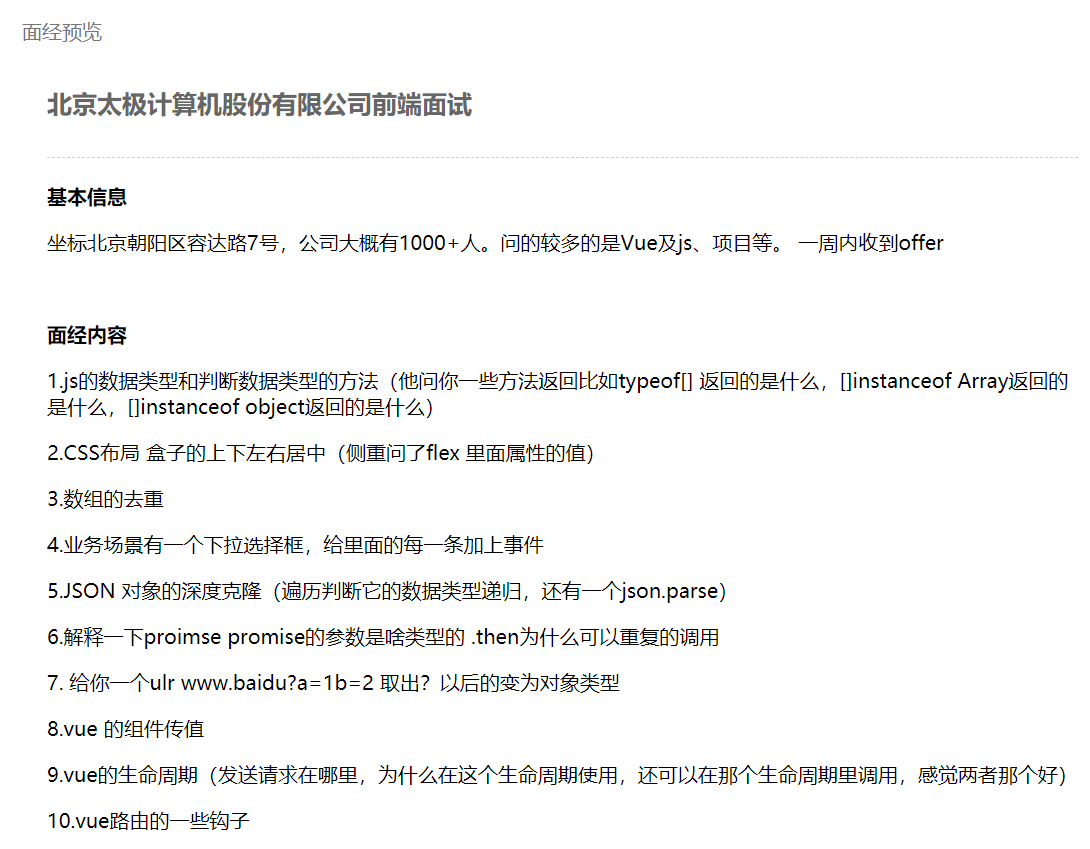 面经预览
北京太极计算机股份有限公司前端面试
基本信息
坐标北京朝阳区容达路7号，公司大概有1000+人。问的较多的是Vue及js、项目等。 一周内收到offer
面经内容
1.js的数据类型和判断数据类型的方法（他问你一些方法返回比如typeof[] 返回的是什么，[]instanceof Array返回的
是什么，[]instanceof object返回的是什么）
2.CSS布局 盒子的上下左右居中（侧重问了flex 里面属性的值）
3.数组的去重
4.业务场景有一个下拉选择框，给里面的每一条加上事件
5.JSON 对象的深度克隆（遍历判断它的数据类型递归，还有一个json.parse）
6.解释一下proimse promise的参数是啥类型的 .then为什么可以重复的调用
7. 给你一个ulr www.baidu?a=1b=2 取出？以后的变为对象类型
8.vue 的组件传值
9.vue的生命周期（发送请求在哪里，为什么在这个生命周期使用，还可以在那个生命周期里调用，感觉两者那个好）
10.vue路由的一些钩子